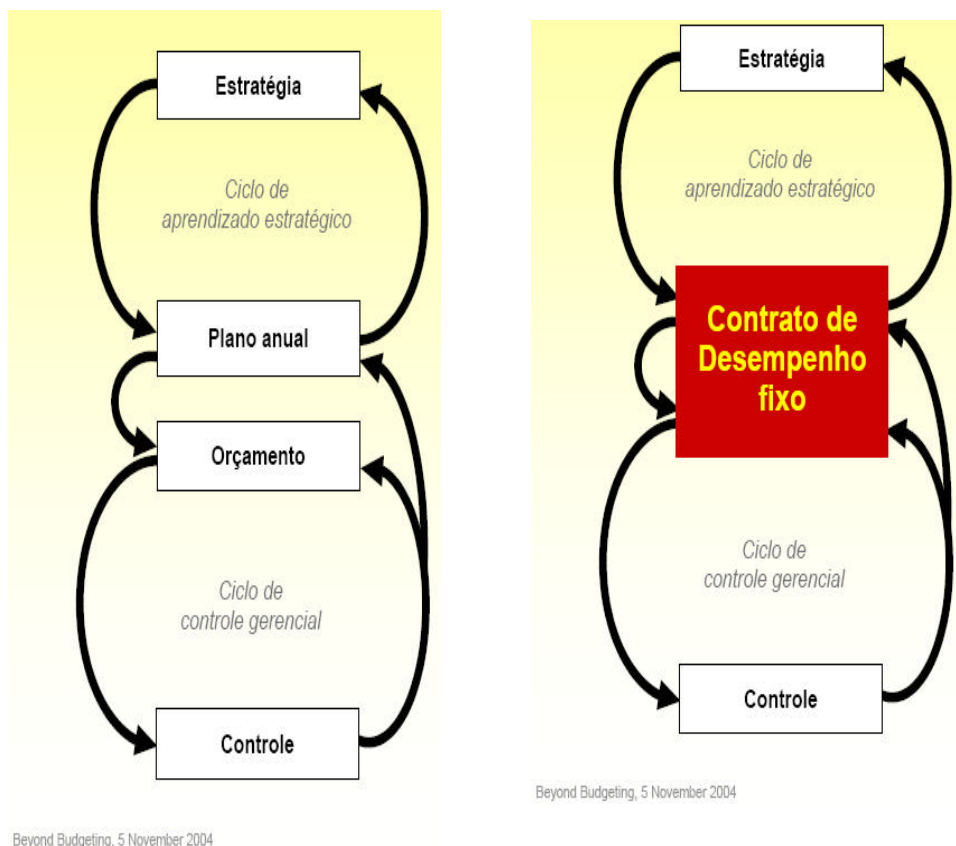 Estratégia
Ciclo de
aprendizado estratégico
Plano anual
Orçamento
Ciclo de
controle gerencial
Controle
Beyond Budgeting, 5 November 2004
Estratégia
Ciclo de
aprendizado estratégico
Contrato de
Desempenho
fixo
Ciclo de
controle gerencial
Controle
Beyond Budgeting, 5 November 2004